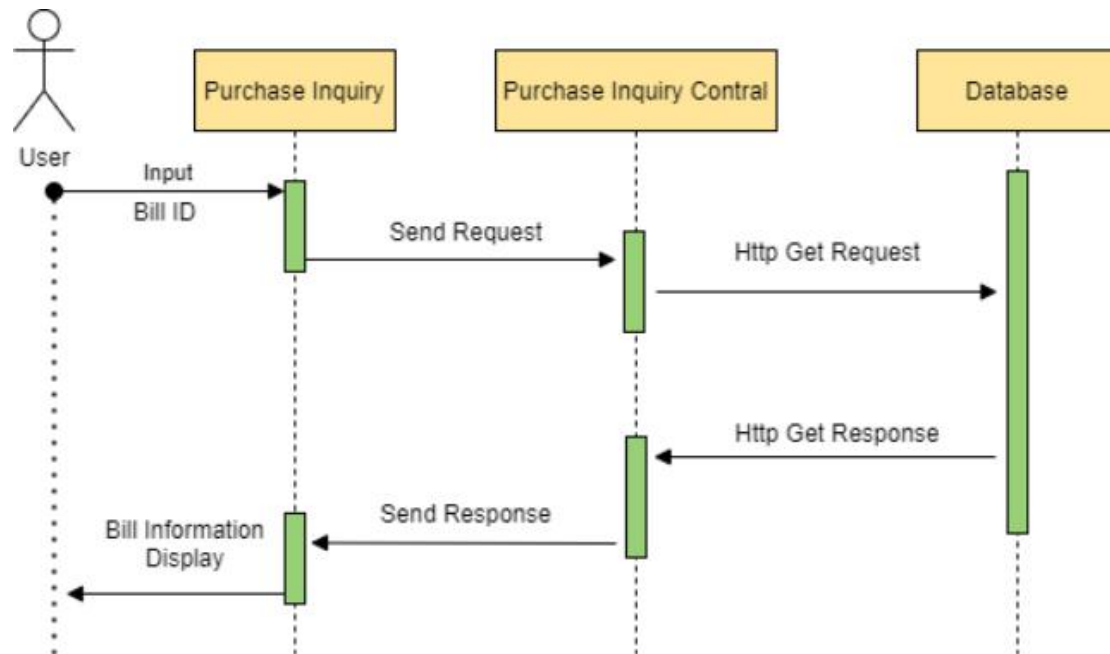 Purchase Inquiry
Purchase Inquiry Contral
Database
User
Input
Bill ID
Send Request
Http Get Request
Http Get Response
Send Response
Bill Information
Display